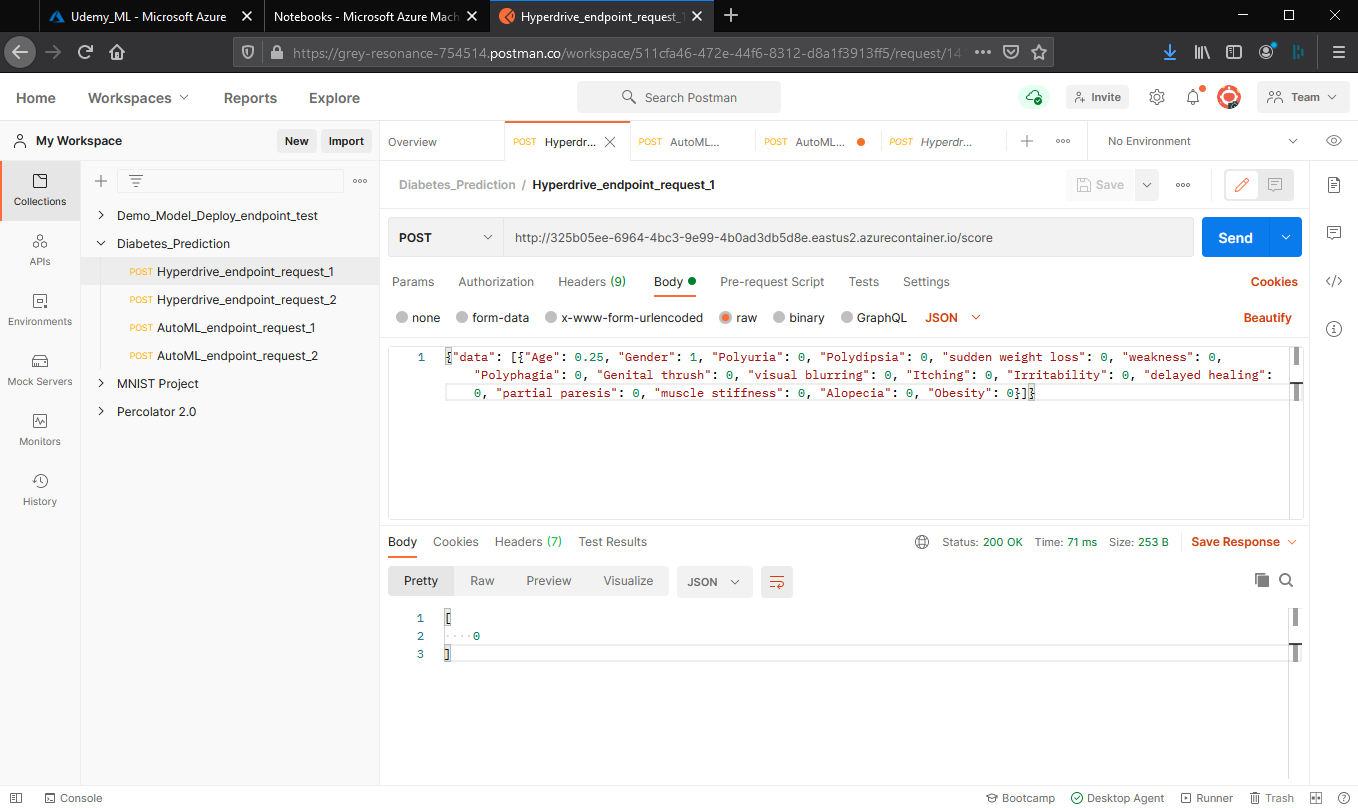 Udemy_ML - Microsoft Azure
Notebooks - Microsoft Azure Mach
Hyperdrive_endpoint_request_1
https://grey-resonance-754514.postman.co/workspace/511cfa46-472e-44f6-8312-d8a1f3913ff5/request/14
Home
Workspaces
Reports
Explore
Search Postman
Invite
Team
My Workspace
New
Import
Overview
POST Hyperdr...
POST AutoML...
POST AutoML...
POST Hyperdr...
No Environment
Collections
APIs
Environments
Mock Servers
Monitors
History
Demo_Model_Deploy_endpoint_test
Diabetes_Prediction
POST Hyperdrive_endpoint_request_1
POST Hyperdrive_endpoint_request_2
POST AutoML_endpoint_request_1
POST AutoML_endpoint_request_2
MNIST Project
Percolator 2.0
Diabetes_Prediction / Hyperdrive_endpoint_request_1
Save
POST
http://325b05ee-6964-4bc3-9e99-4b0ad3db5d8e.eastus2.azurecontainer.io/score
Send
Params
Authorization
Headers (9)
Body
Pre-request Script
Tests
Settings
Cookies
none
form-data
x-www-form-urlencoded
raw
binary
GraphQL
JSON
Beautify
1 {"data": [{"Age": 0.25, "Gender": 1, "Polyuria": 0, "Polydipsia": 0, "sudden weight loss": 0, "weakness": 0,
"Polyphagia": 0, "Genital thrush": 0, "visual blurring": 0, "Itching": 0, "Irritability": 0, "delayed healing":
0, "partial paresis": 0, "muscle stiffness": 0, "Alopecia": 0, "Obesity": 0}]}
Body
Cookies
Headers (7)
Test Results
Status: 200 OK
Time: 71 ms
Size: 253 B
Save Response
Pretty
Raw
Preview
Visualize
JSON
1 [
2 0
3 ]
Console
Bootcamp
Desktop Agent
Runner
Trash